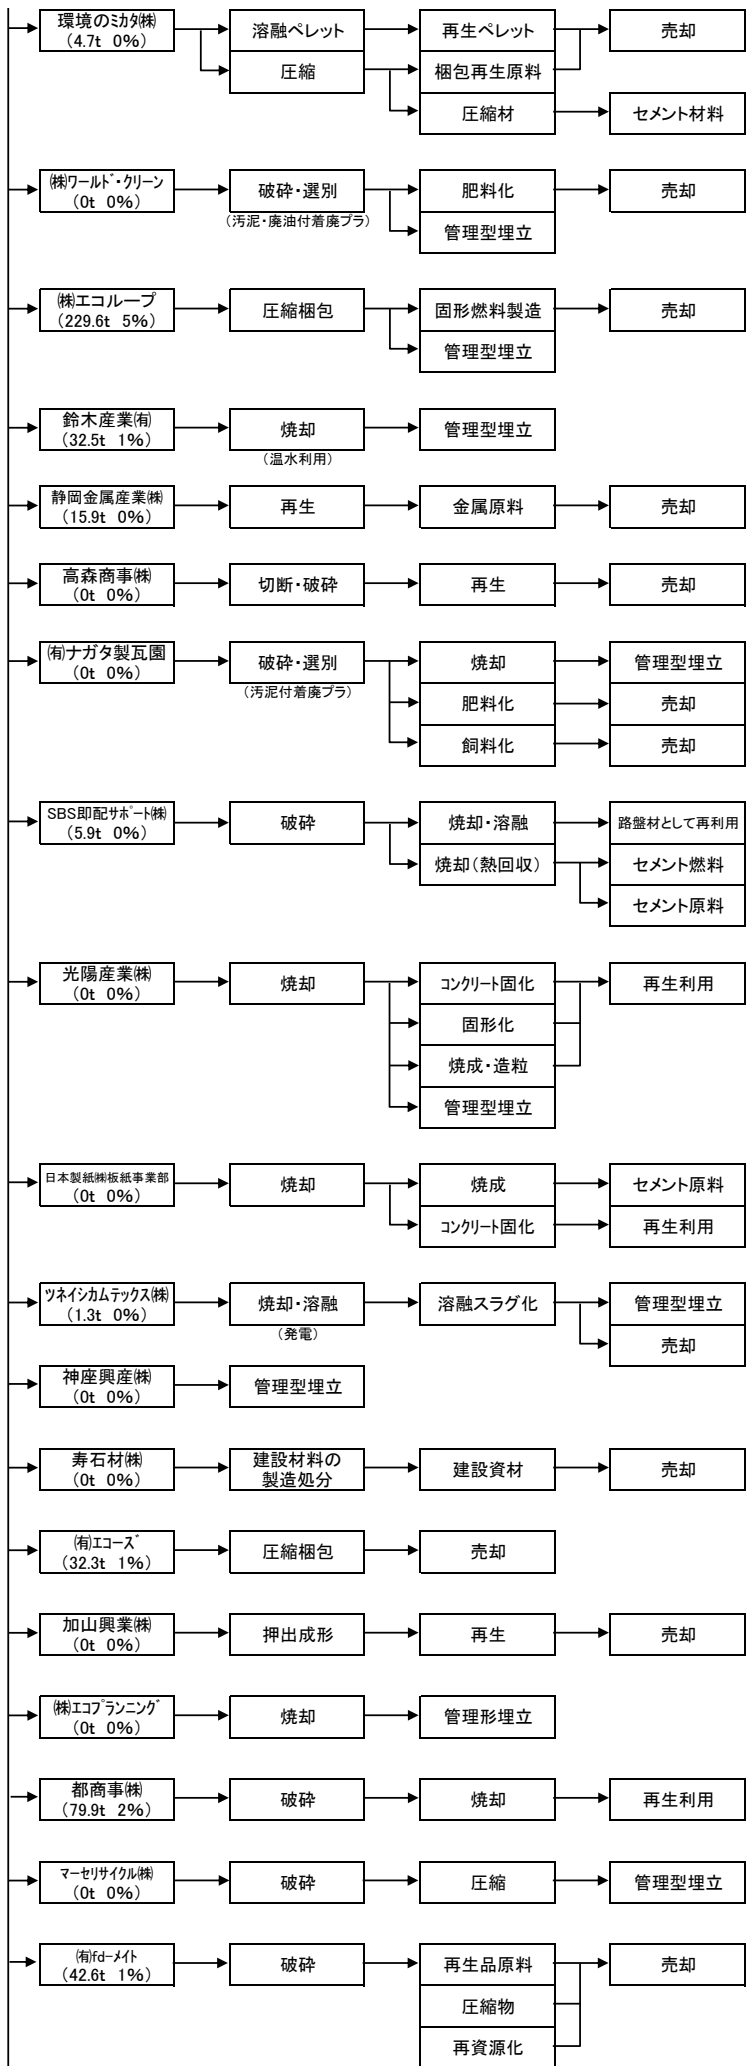 環境のミカタ㈱
(4.7t 0%)
溶融ペレット
再生ペレット
売却
圧縮
梱包再生原料
圧縮材
セメント材料
㈱ワールド・クリーン
(0t 0%)
破砕・選別
(汚泥・廃油付着廃プラ)
肥料化
売却
管理型埋立
㈱エコループ
(229.6t 5%)
圧縮梱包
固形燃料製造
売却
管理型埋立
鈴木産業㈲
(32.5t 1%)
焼却
(温水利用)
管理型埋立
静岡金属産業㈱
(15.9t 0%)
再生
金属原料
売却
高森商事㈱
(0t 0%)
切断・破砕
再生
売却
㈲ナガタ製瓦園
(0t 0%)
破砕・選別
(汚泥付着廃プラ)
焼却
管理型埋立
肥料化
売却
飼料化
売却
SBS即配サポート㈱
(5.9t 0%)
破砕
焼却・溶融
路盤材として再利用
焼却(熱回収)
セメント燃料
セメント原料
光陽産業㈱
(0t 0%)
焼却
コンクリート固化
再生利用
固形化
焼成・造粒
管理型埋立
日本製紙㈱板紙事業部
(0t 0%)
焼却
焼成
セメント原料
コンクリート固化
再生利用
ツネイシカムテックス㈱
(1.3t 0%)
焼却・溶融
(発電)
溶融スラグ化
管理型埋立
売却
神座興産㈱
(0t 0%)
管理型埋立
寿石材㈱
(0t 0%)
建設材料の
製造処分
建設資材
売却
㈲エコーズ
(32.3t 1%)
圧縮梱包
売却
加山興業㈱
(0t 0%)
押出成形
再生
売却
㈱エコプランニング
(0t 0%)
焼却
管理形埋立
都商事㈱
(79.9t 2%)
破砕
焼却
再生利用
マーセリサイクル㈱
(0t 0%)
破砕
圧縮
管理型埋立
㈲fd-メイト
(42.6t 1%)
破砕
再生品原料
売却
圧縮物
再資源化